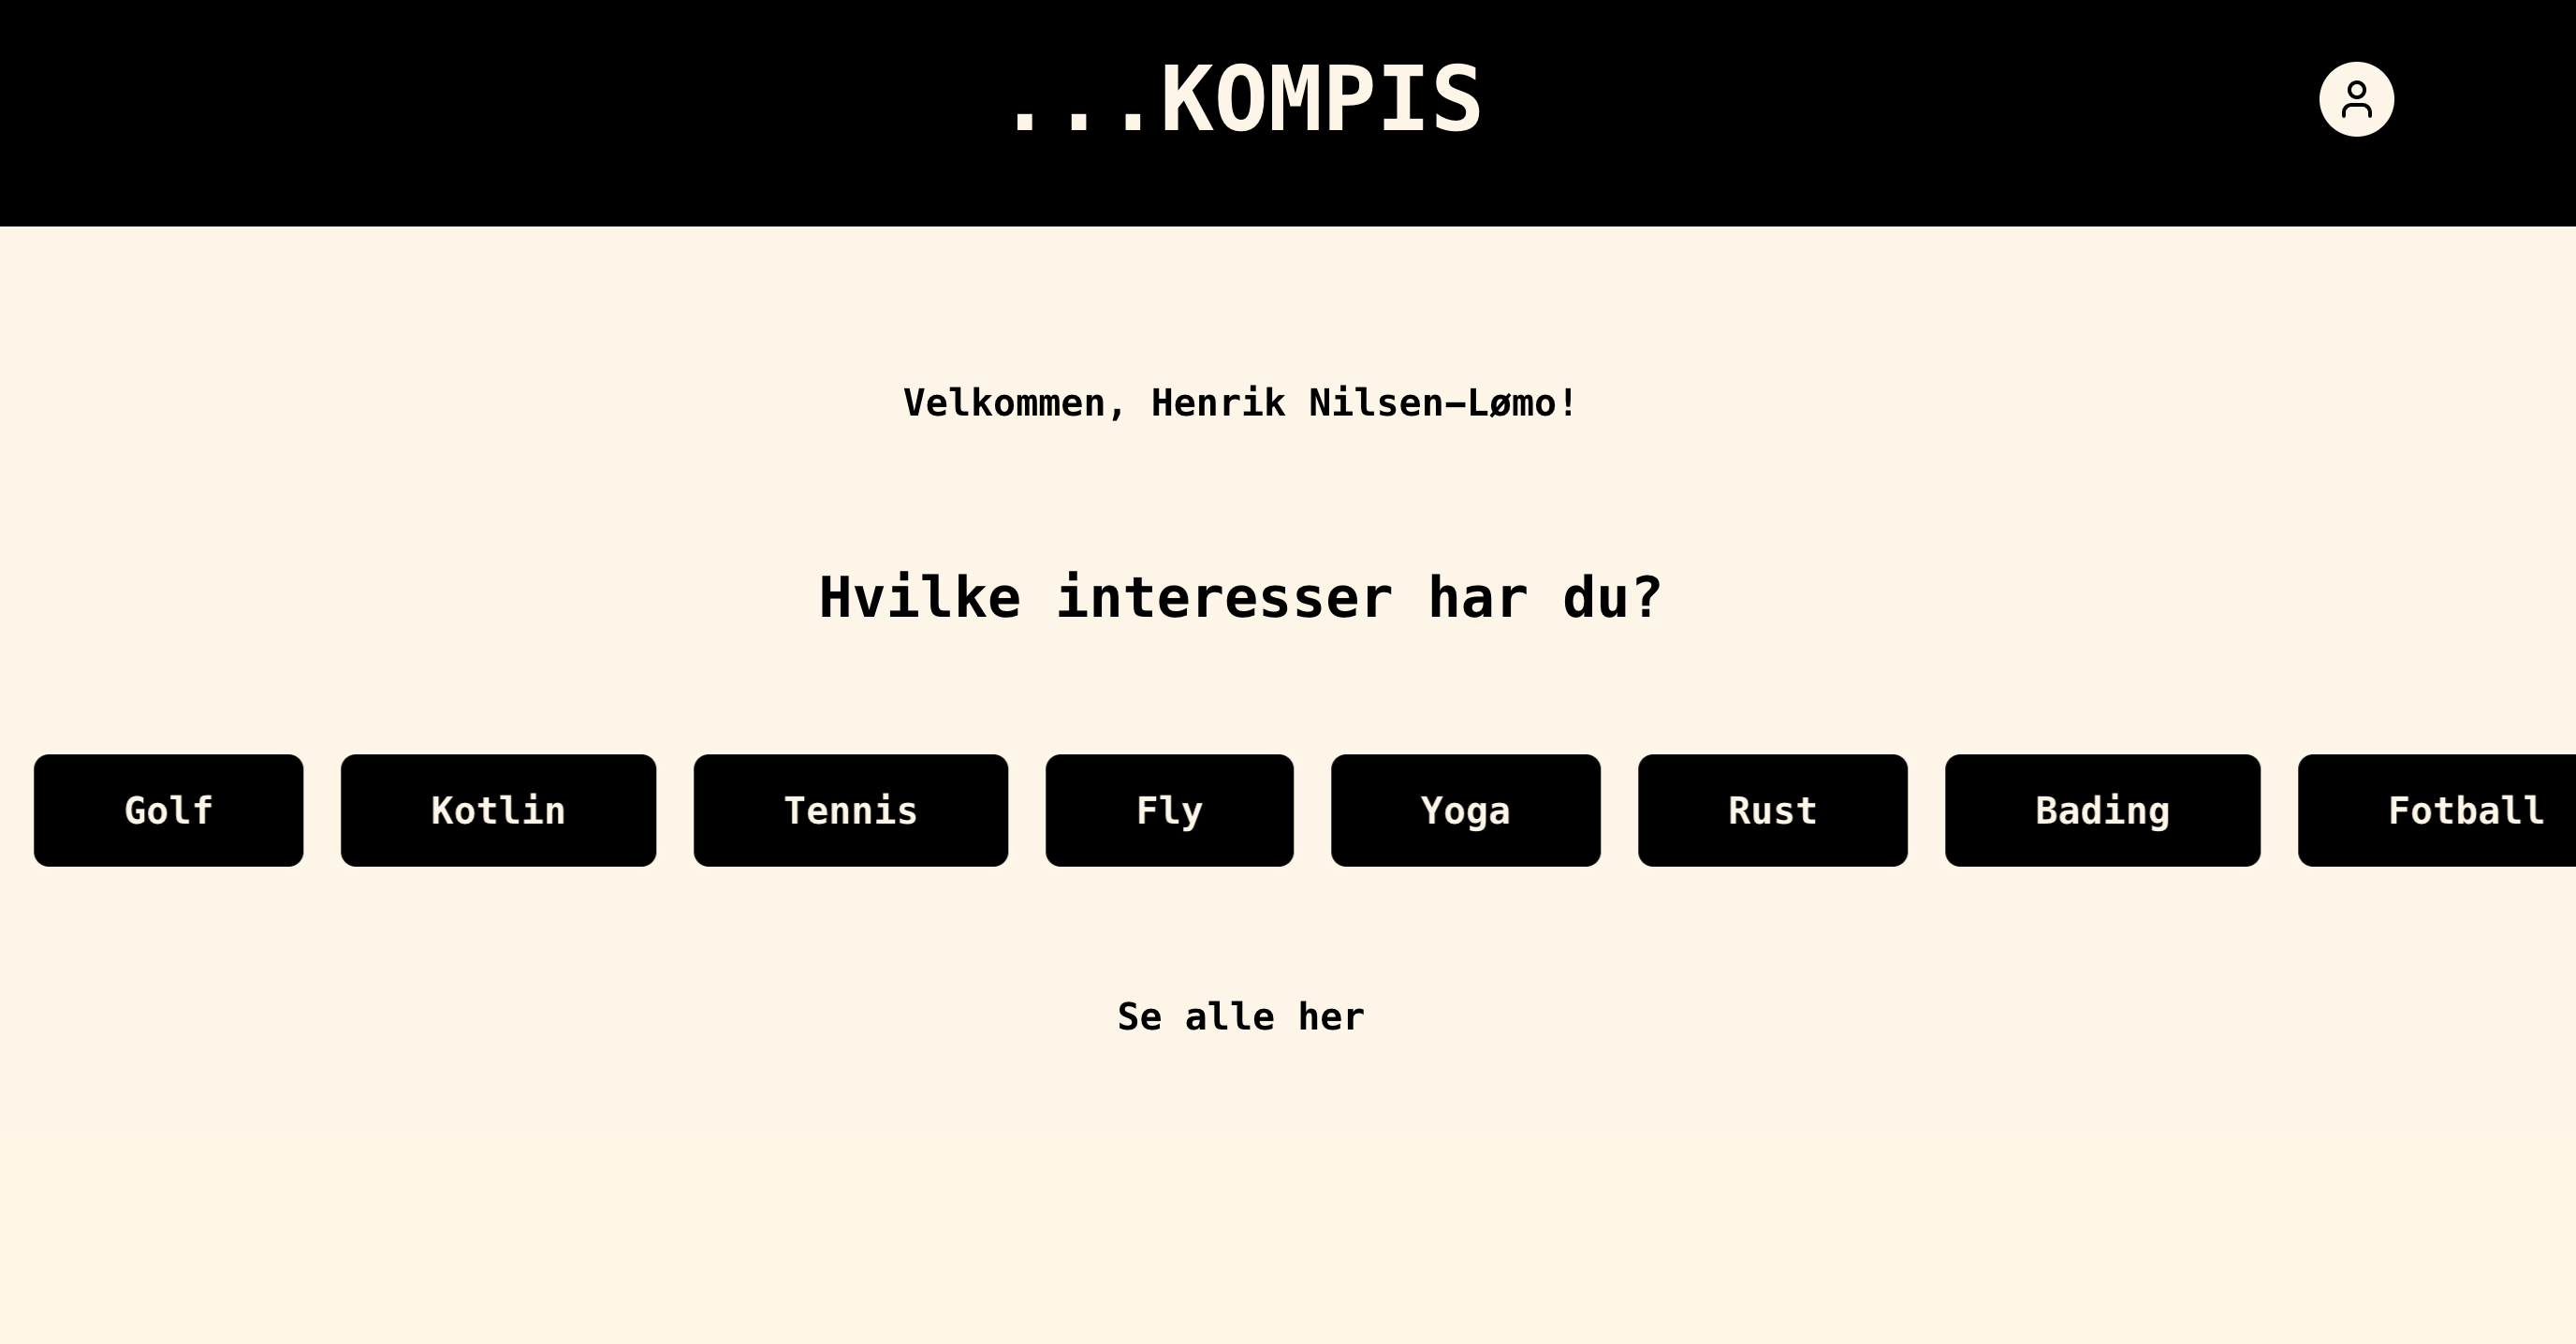 ...KOMPIS
Velkommen, Henrik Nilsen–Lømo!
Hvilke interesser har du?
Golf Kotlin Tennis Fly Yoga Rust Bading Fotball
Se alle her